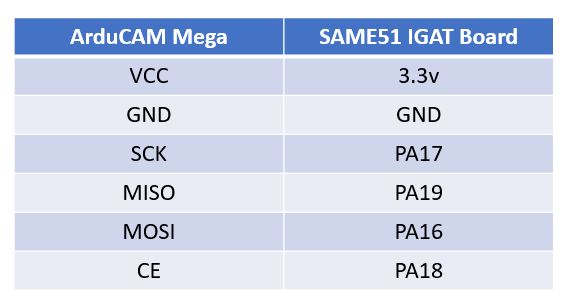 ArduCAM Mega SAME51 IGAT Board
VCC 3.3v
GND GND
SCK PA17
MISO PA19
MOSI PA16
CE PA18